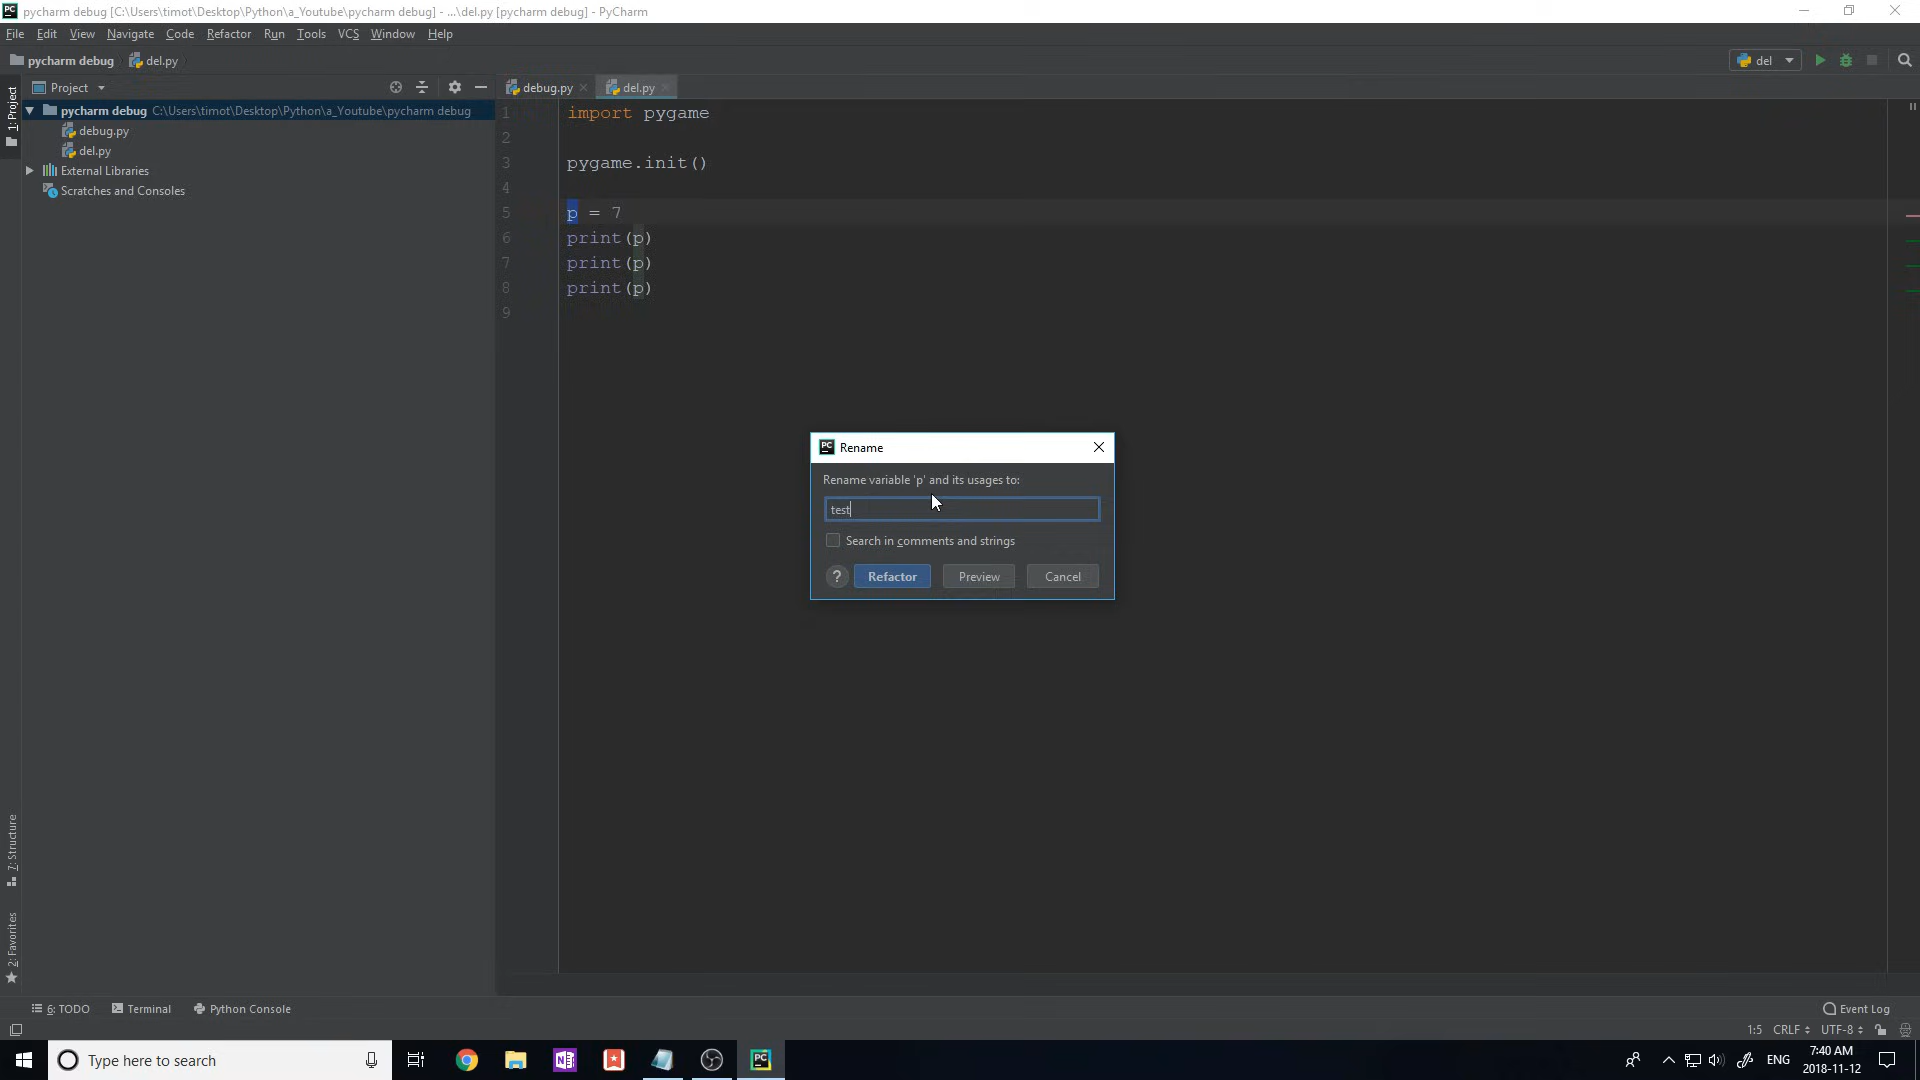 pycharm debug [C:\Users\timot\Desktop\Python\a_Youtube\pycharm debug] - ...\del.py [pycharm debug] - PyCharm
File Edit View Navigate Code Refactor Run Tools VCS Window Help
pycharm debug del.py del
Project debug.py del.py
1: Project
pycharm debug C:\Users\timot\Desktop\Python\a_Youtube\pycharm debug
debug.py
del.py
External Libraries
Scratches and Consoles
1 import pygame
2
3 pygame.init()
4
5 p = 7
6 print(p)
7 print(p)
8 print(p)
9
PC Rename
Rename variable 'p' and its usages to:
test
Search in comments and strings
? Refactor Preview Cancel
7: Structure
2: Favorites
6: TODO Terminal Python Console Event Log
1:5 CRLF UTF-8
Type here to search ENG 7:40 AM
2018-11-12